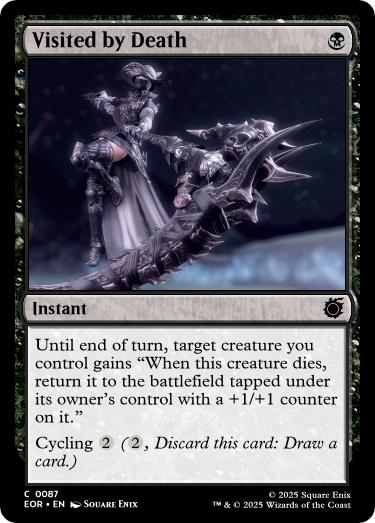 Visited by Death
Instant
Until end of turn, target creature you
control gains “When this creature dies,
return it to the battlefield tapped under
its owner's control with a +1/+1 counter
on it.”
Cycling 2 (2, Discard this card: Draw a
card.)
C 0087
EOR • EN Square Enix
© 2025 Square Enix
™ & © 2025 Wizards of the Coast